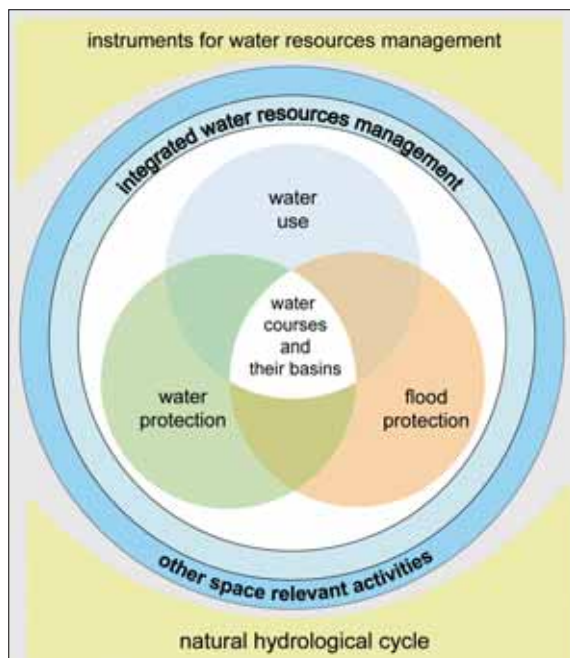 instruments for water resources management
integrated water resources management
water
use
water
courses
and
their basins
water
protection
flood
protection
other space relevant activities
natural hydrological cycle